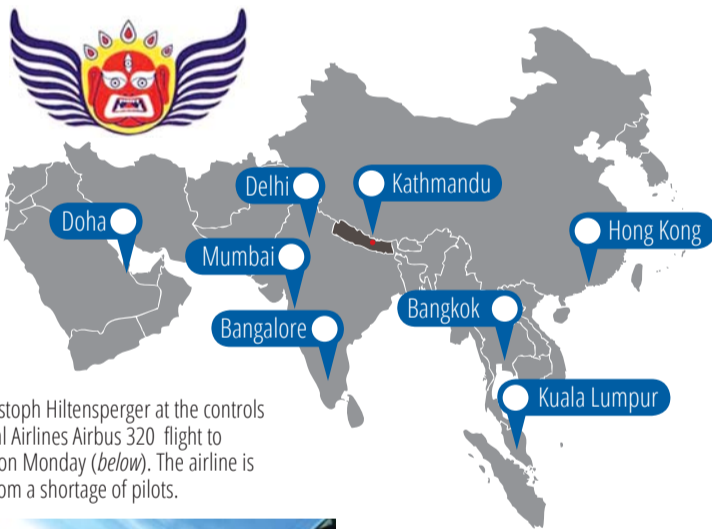 Delhi
Kathmandu
Doha
Hong Kong
Mumbai
Bangkok
Bangalore
Kuala Lumpur
stoph Hiltensperger at the controls
al Airlines Airbus 320 flight to
on Monday (below). The airline is
om a shortage of pilots.